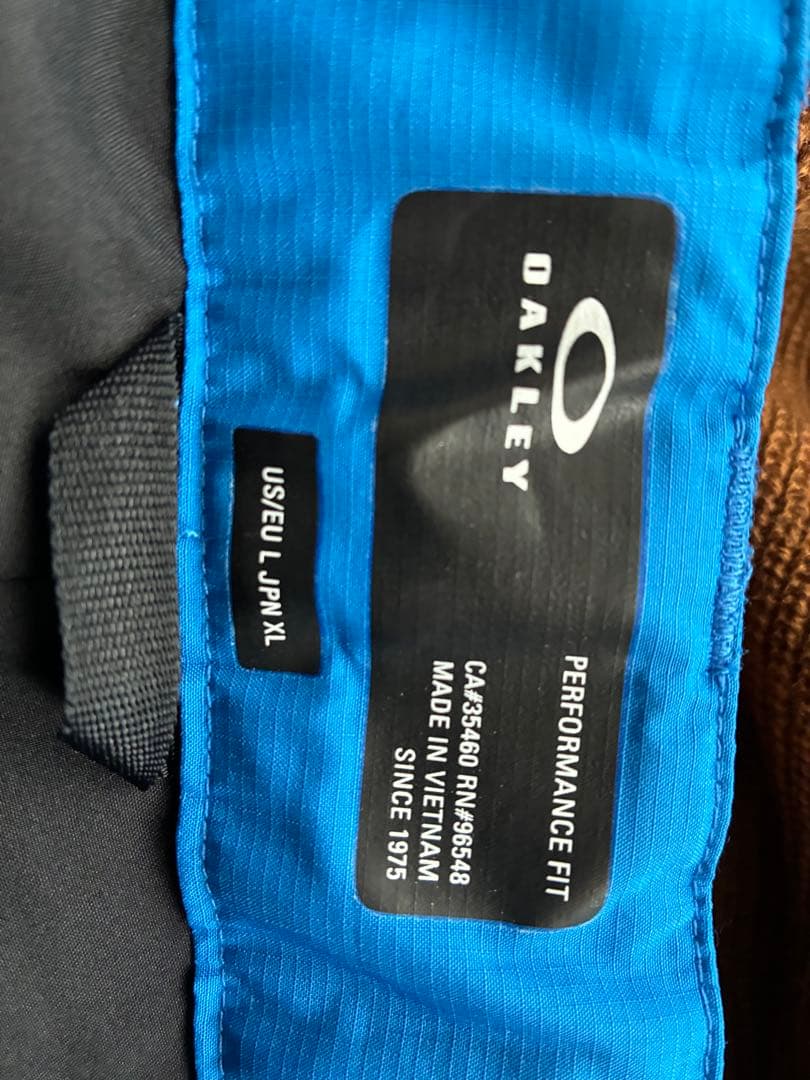 OAKLEY
PERFORMANCE FIT
CA#35460 RN#96548
MADE IN VIETNAM
SINCE 1975
US/EU L JPN XL